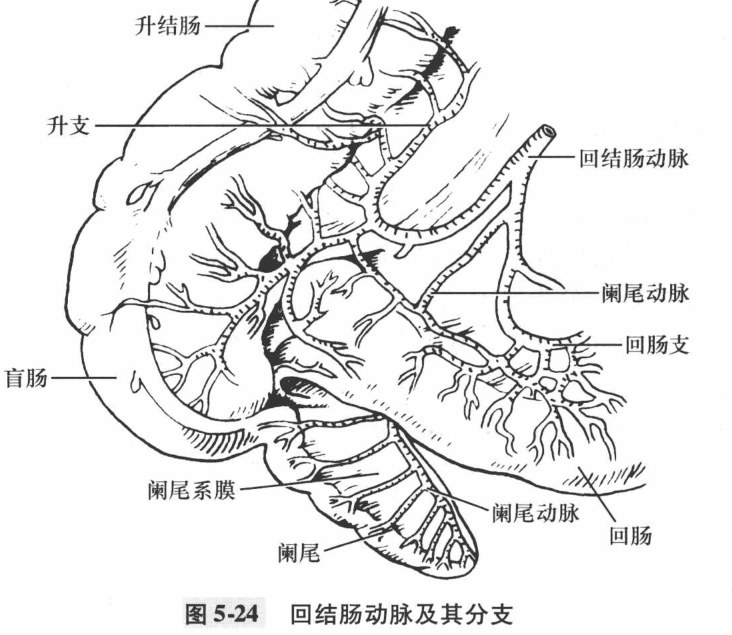 升结肠
升支
回结肠动脉
阑尾动脉
回肠支
盲肠
阑尾系膜
阑尾动脉
阑尾
回肠
图 5-24 回结肠动脉及其分支